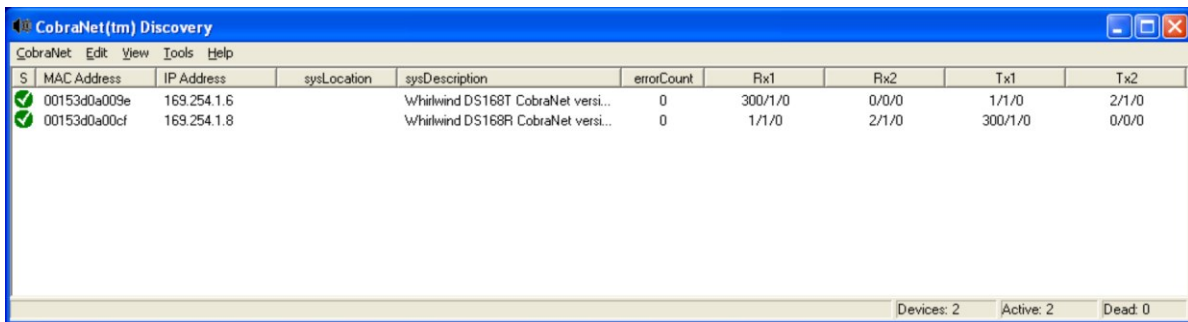 CobraNet(tm) Discovery
CobraNet Edit View Tools Help
S MAC Address IP Address sysLocation sysDescription errorCount Rx1 Rx2 Tx1 Tx2
00153d0a009e 169.254.1.6 Whirlwind DS168T CobraNet versi... 0 300/1/0 0/0/0 1/1/0 2/1/0
00153d0a00cf 169.254.1.8 Whirlwind DS168R CobraNet versi... 0 1/1/0 2/1/0 300/1/0 0/0/0
Devices: 2 Active: 2 Dead: 0